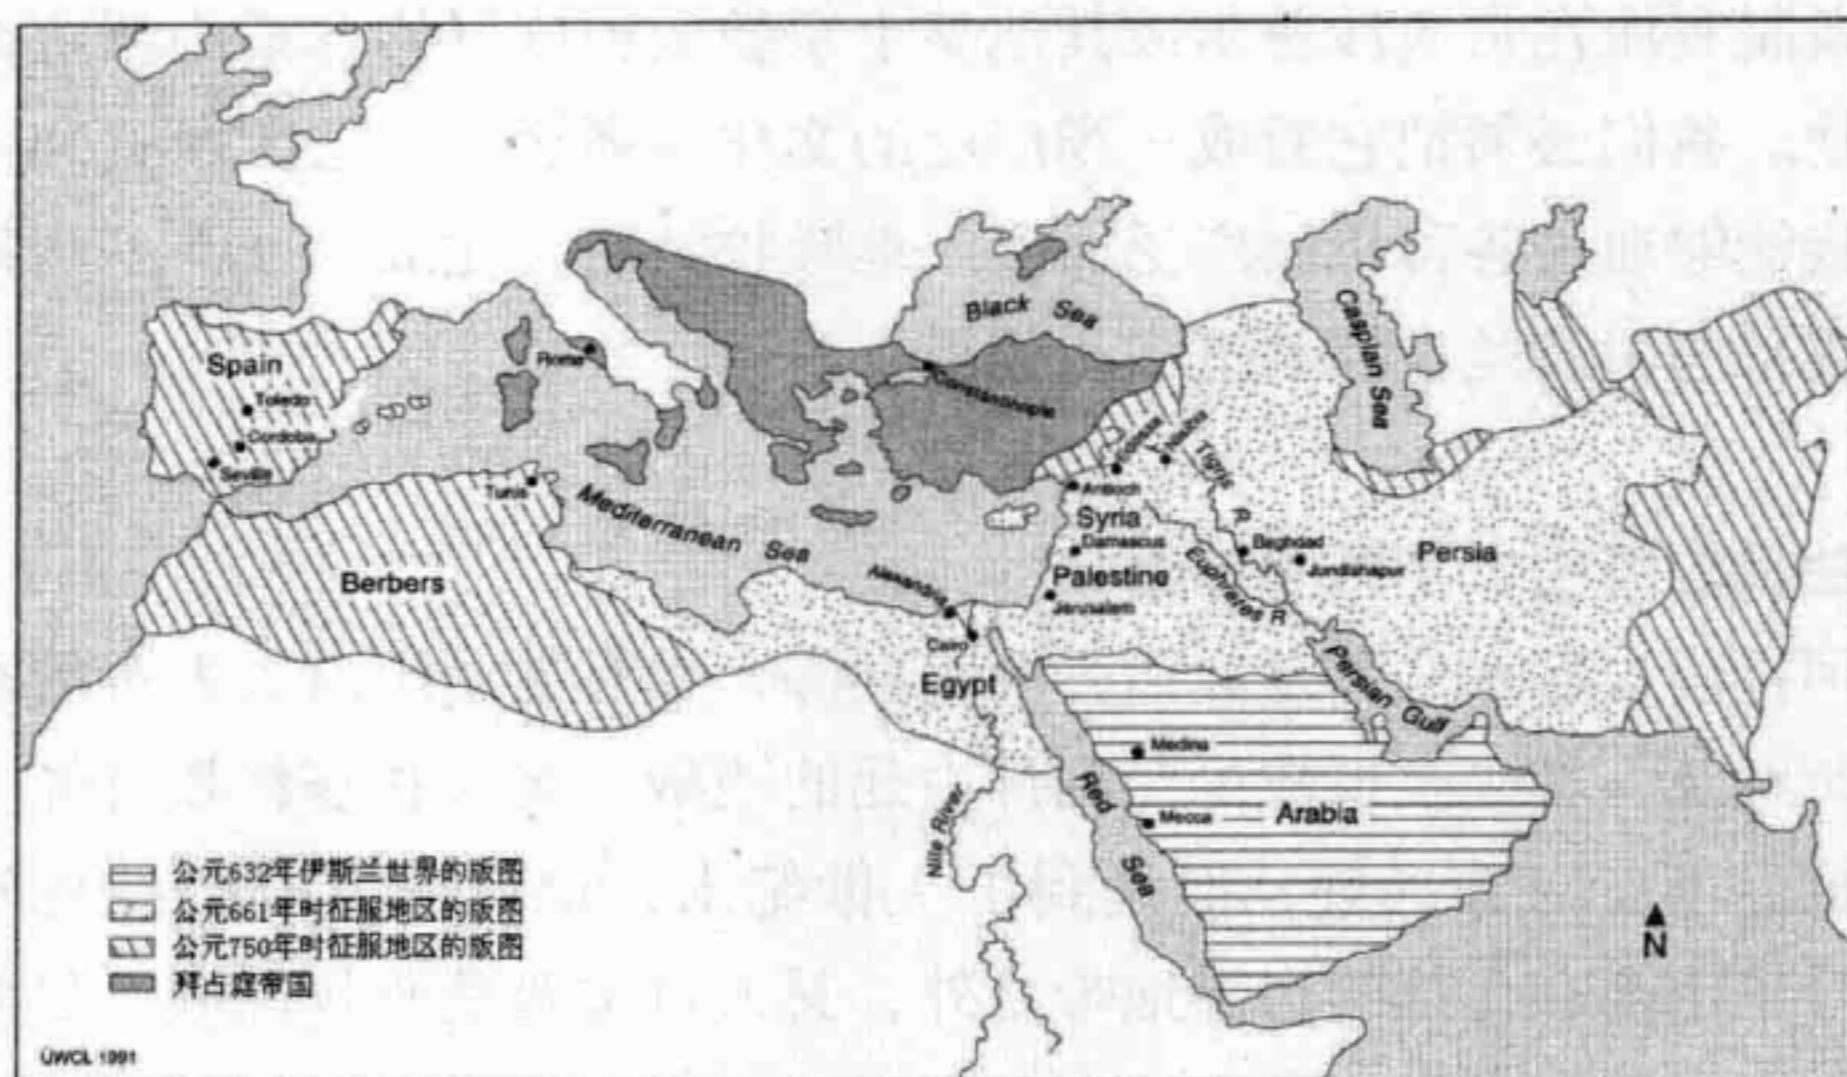 Black Sea
Caspian Sea
Spain
Toledo
Cordoba
Sevilla
Rome
Constantinople
Edessa
Nisibis
Tigris R.
Tunis
Mediterranean Sea
Antioch
Syria
Damascus
Baghdad
Jundishapur
Persia
Berbers
Alexandria
Palestine
Jerusalem
Euphrates R
Cairo
Egypt
Persian Gulf
Medina
Red Sea
Mecca
Arabia
Nile River
公元632年伊斯兰世界的版图
公元661年时征服地区的版图
公元750年时征服地区的版图
拜占庭帝国
N
UWCL 1991